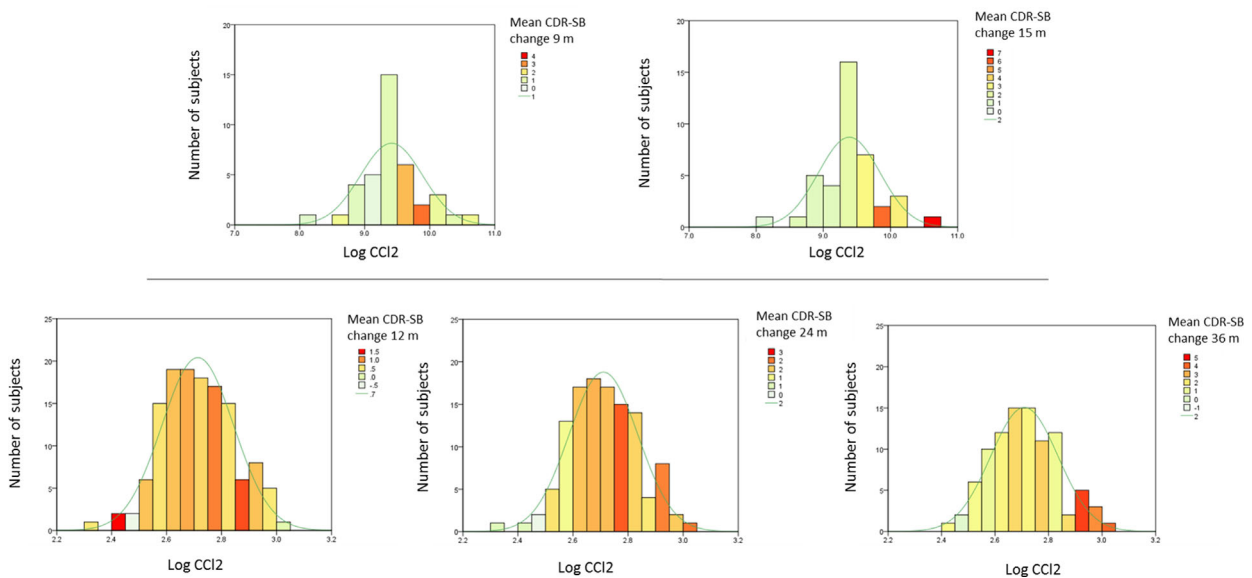 Mean CDR-SB
change 9 m
4
3
2
1
0
1
Number of subjects
20
15
10
5
0
7.0 8.0 9.0 10.0 11.0
Log CCl2
Mean CDR-SB
change 15 m
7
6
5
4
3
2
1
0
2
Number of subjects
20
15
10
5
0
7.0 8.0 9.0 10.0 11.0
Log CCl2
Mean CDR-SB
change 12 m
1.5
1.0
.5
.0
-.5
.7
Number of subjects
25
20
15
10
5
0
2.2 2.4 2.6 2.8 3.0 3.2
Log CCl2
Mean CDR-SB
change 24 m
3
2
2
1
1
0
2
Number of subjects
25
20
15
10
5
0
2.2 2.4 2.6 2.8 3.0 3.2
Log CCl2
Mean CDR-SB
change 36 m
5
4
3
2
1
0
-1
2
Number of subjects
25
20
15
10
5
0
2.2 2.4 2.6 2.8 3.0 3.2
Log CCl2